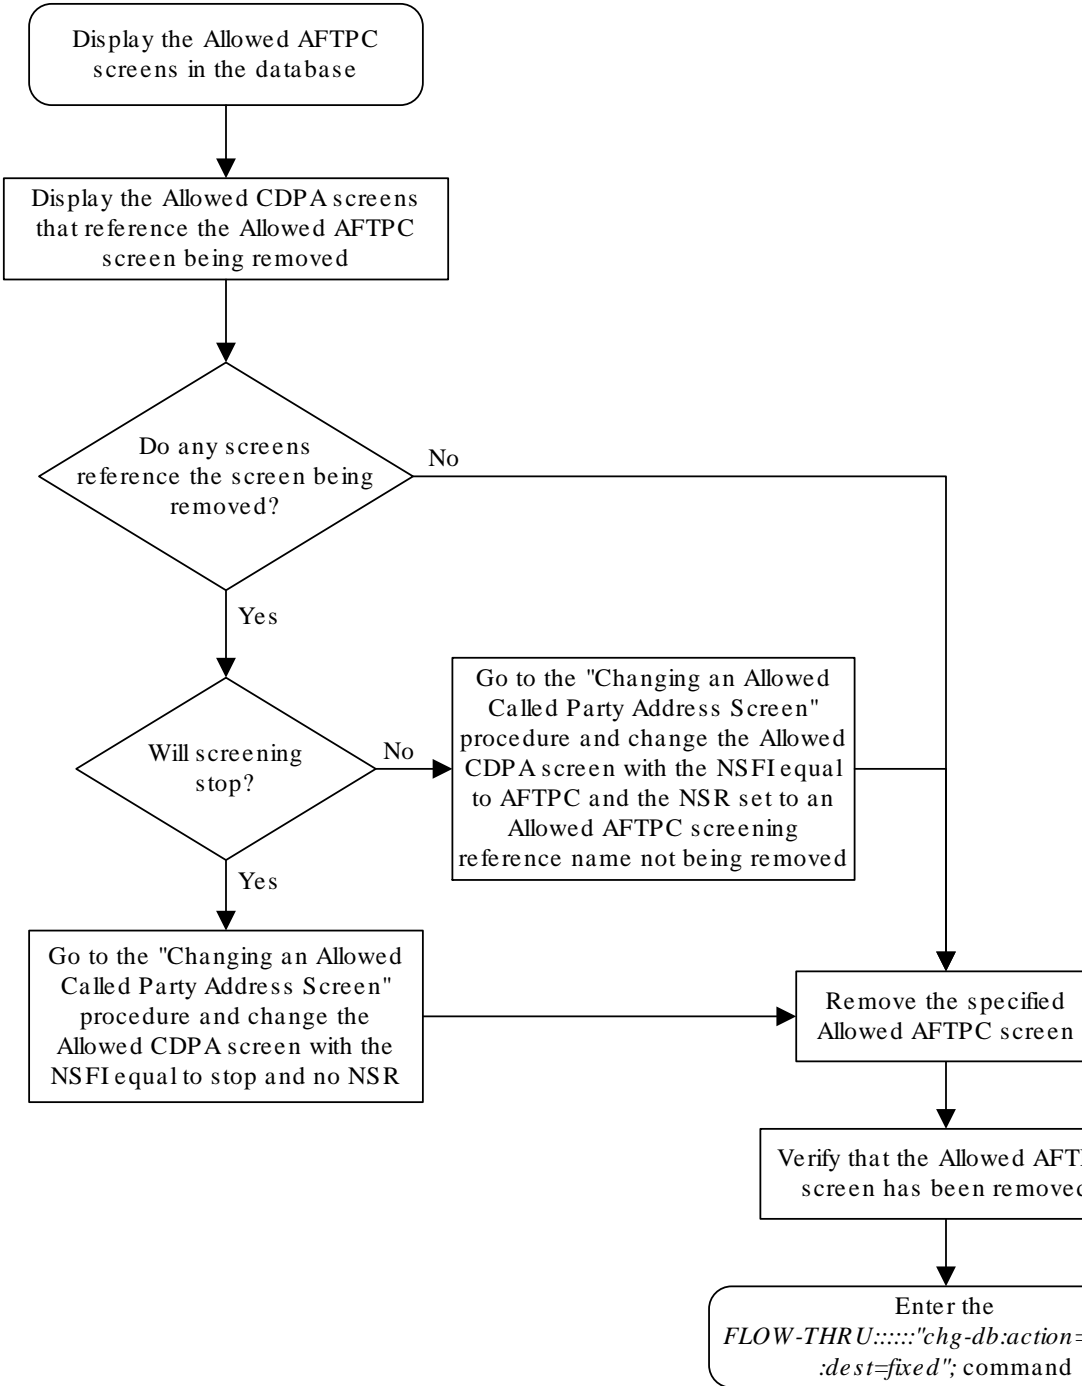 Display the Allowed AFTPC
screens in the database
Display the Allowed CDPA screens
that reference the Allowed AFTPC
screen being removed
Do any screens
reference the screen being
removed?
No
Yes
Will screening
stop?
No
Go to the "Changing an Allowed
Called Party Address Screen"
procedure and change the Allowed
CDPA screen with the NSFI equal
to AFTPC and the NSR set to an
Allowed AFTPC screening
reference name not being removed
Yes
Go to the "Changing an Allowed
Called Party Address Screen"
procedure and change the
Allowed CDPA screen with the
NSFI equal to stop and no NSR
Remove the specified
Allowed AFTPC screen
Verify that the Allowed
screen has been removed
Enter the
FLOW-THRU::::::"chg-db:action=
:dest=fixed"; command